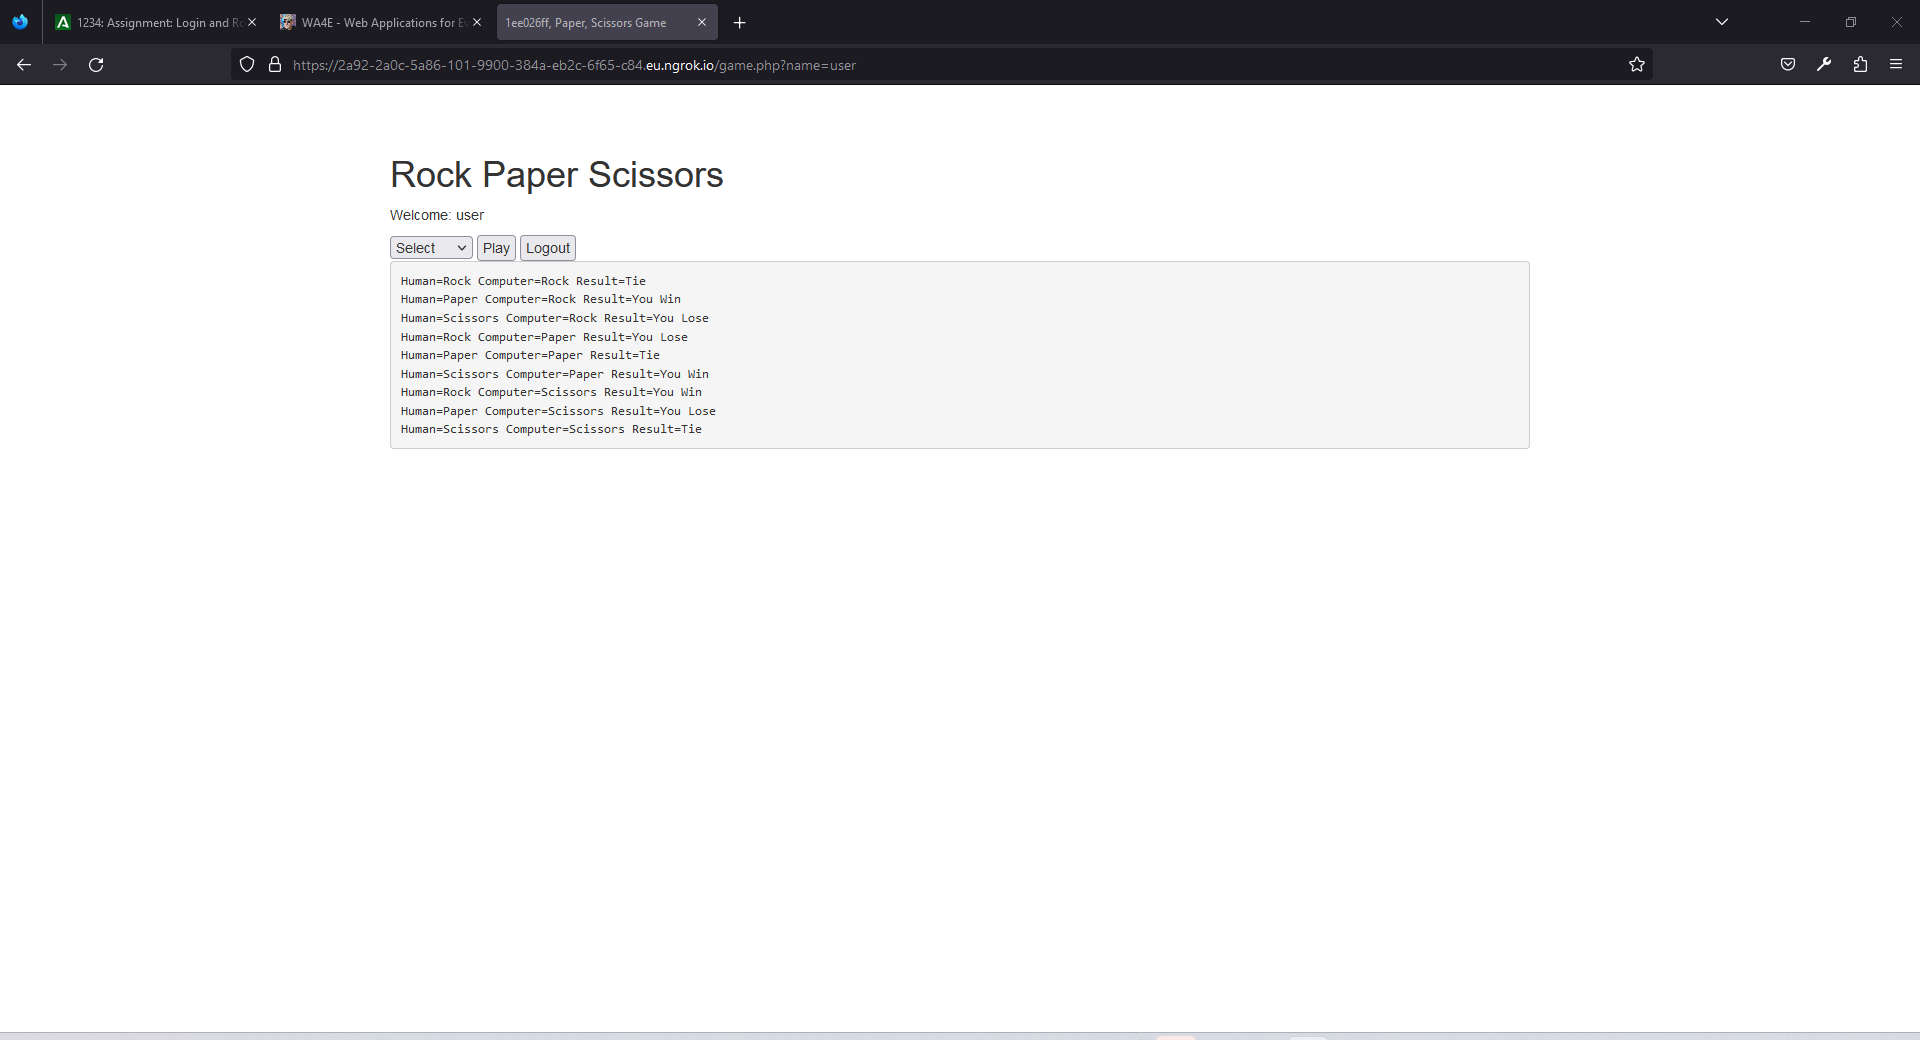 1234: Assignment: Login and Ro
WA4E - Web Applications for Ev
1ee026ff, Paper, Scissors Game
https://2a92-2a0c-5a86-101-9900-384a-eb2c-6f65-c84.eu.ngrok.io/game.php?name=user
Rock Paper Scissors
Welcome: user
Select Play Logout
Human=Rock Computer=Rock Result=Tie
Human=Paper Computer=Rock Result=You Win
Human=Scissors Computer=Rock Result=You Lose
Human=Rock Computer=Paper Result=You Lose
Human=Paper Computer=Paper Result=Tie
Human=Scissors Computer=Paper Result=You Win
Human=Rock Computer=Scissors Result=You Win
Human=Paper Computer=Scissors Result=You Lose
Human=Scissors Computer=Scissors Result=Tie